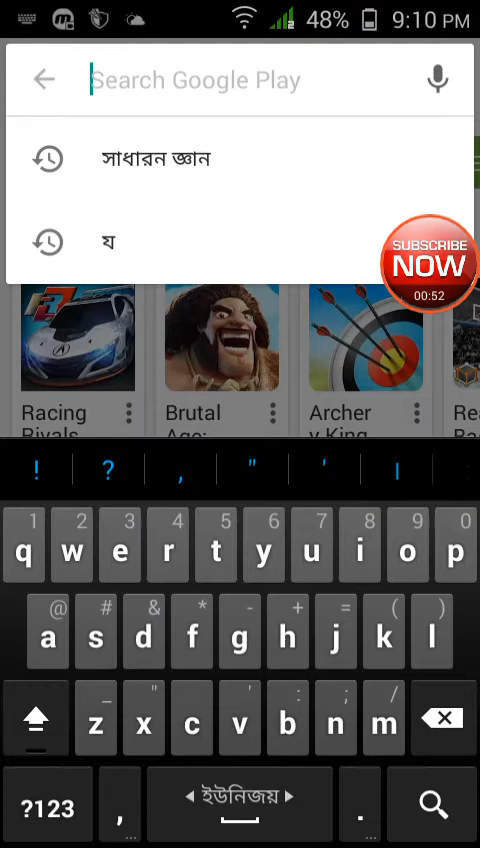 48% 9:10 PM
Search Google Play
সাধারন জ্ঞান
য
SUBSCRIBE
NOW
00:52
Racing
Rivals
Brutal
Age:
Archer
y King
Rea
! ? , " ' |
1 2 3 4 5 6 7 8 9 0
q w e r t y u i o p
@ # & * - + = ( )
a s d f g h j k l
_ " ' : ; /
z x c v b n m
?123 , ইউনিজয় .